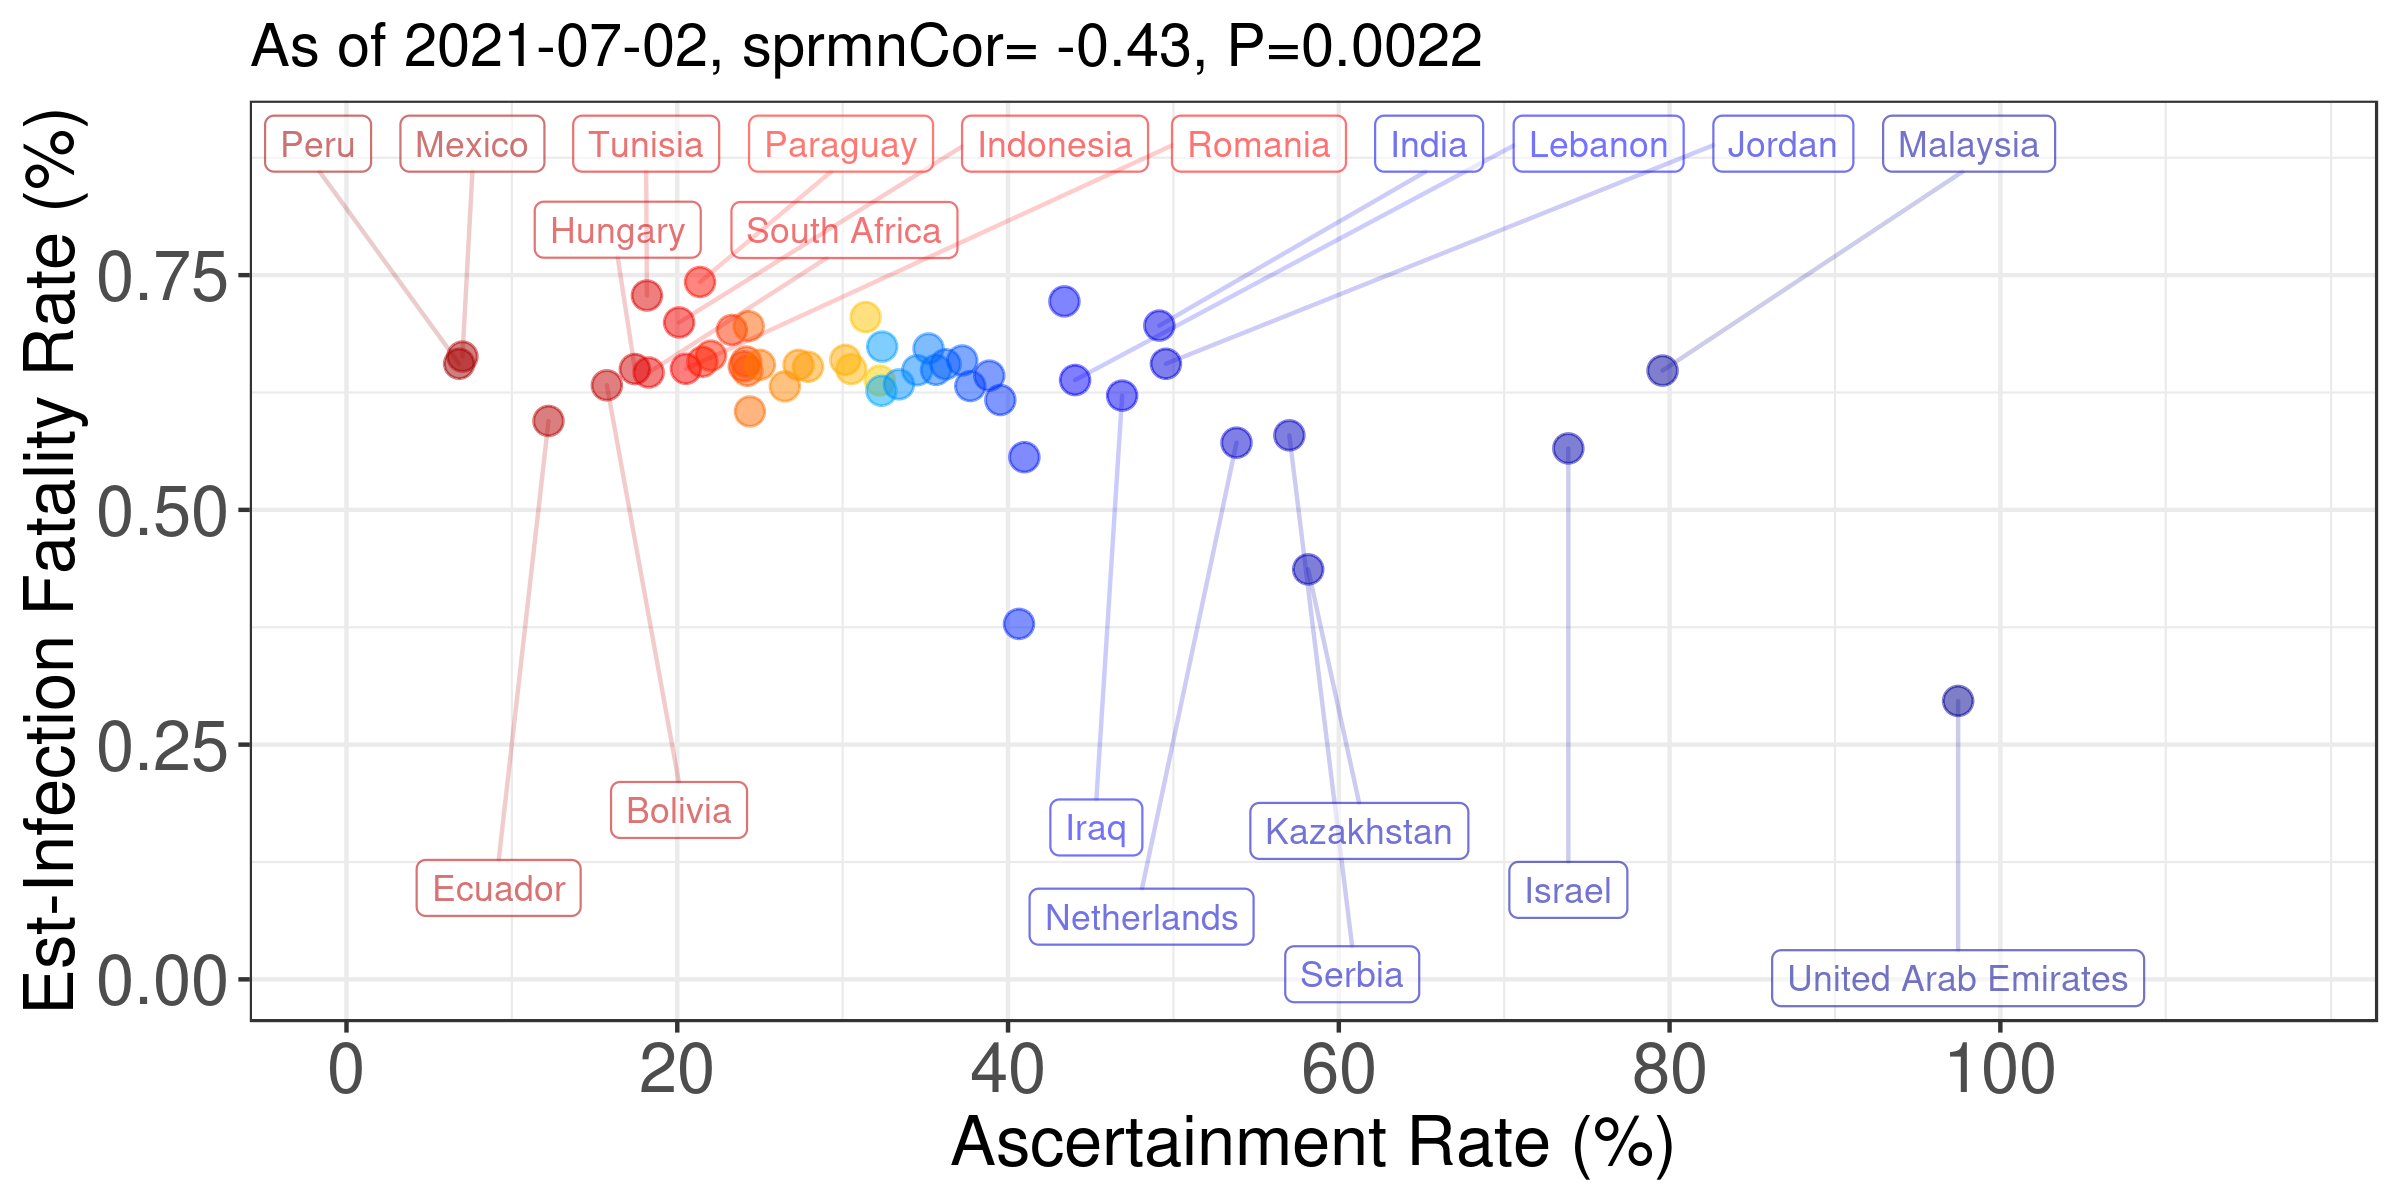 As of 2021-07-02, sprmnCor= -0.43, P=0.0022
Peru
Mexico
Tunisia
Paraguay
Indonesia
Romania
India
Lebanon
Jordan
Malaysia
Hungary
South Africa
Bolivia
Ecuador
Iraq
Kazakhstan
Israel
Netherlands
Serbia
United Arab Emirates
Est-Infection Fatality Rate (%)
0.75
0.50
0.25
0.00
0
20
40
60
80
100
Ascertainment Rate (%)